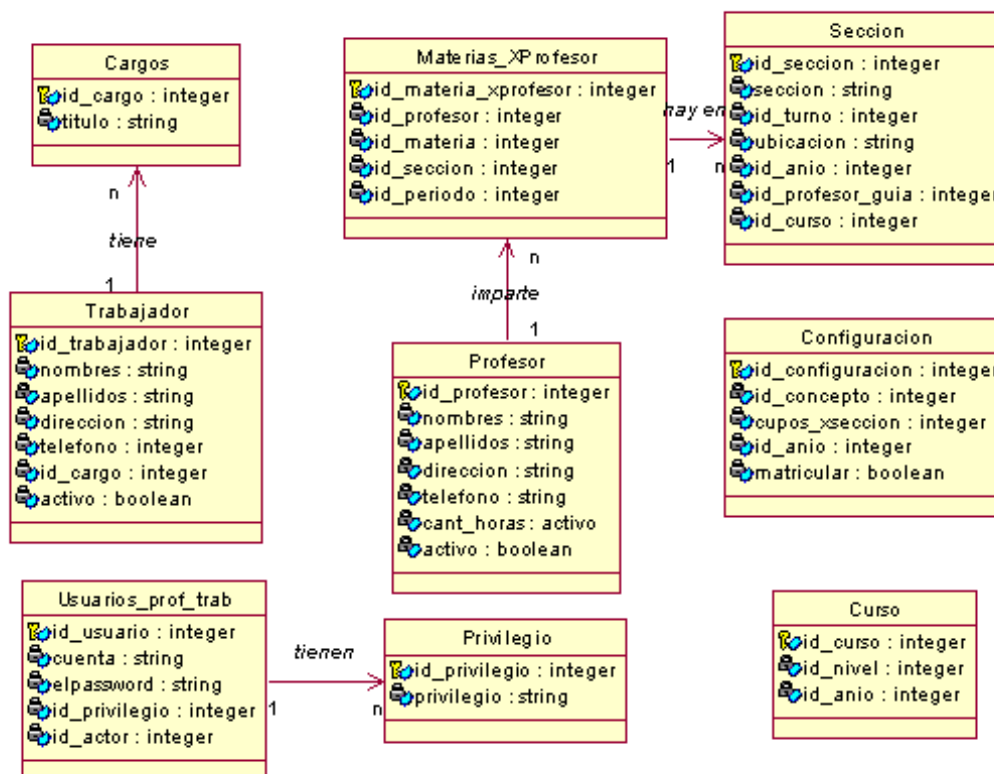 Cargos
id_cargo : integer
titulo : string
n
tiene
1
Trabajador
id_trabajador : integer
nombres : string
apellidos : string
direccion : string
telefono : integer
id_cargo : integer
activo : boolean
Materias_XProfesor
id_materia_xprofesor : integer
id_profesor : integer
id_materia : integer
id_seccion : integer
id_periodo : integer
hay en
1
n
Seccion
id_seccion : integer
seccion : string
id_turno : integer
ubicacion : string
id_anio : integer
id_profesor_guia : integer
id_curso : integer
n
imparte
1
Profesor
id_profesor : integer
nombres : string
apellidos : string
direccion : string
telefono : string
cant_horas : activo
activo : boolean
Configuracion
id_configuracion : integer
id_concepto : integer
cupos_xseccion : integer
id_anio : integer
matricular : boolean
Usuarios_prof_trab
id_usuario : integer
cuenta : string
elpassword : string
id_privilegio : integer
id_actor : integer
tienen
1
n
Privilegio
id_privilegio : integer
privilegio : string
Curso
id_curso : integer
id_nivel : integer
id_anio : integer